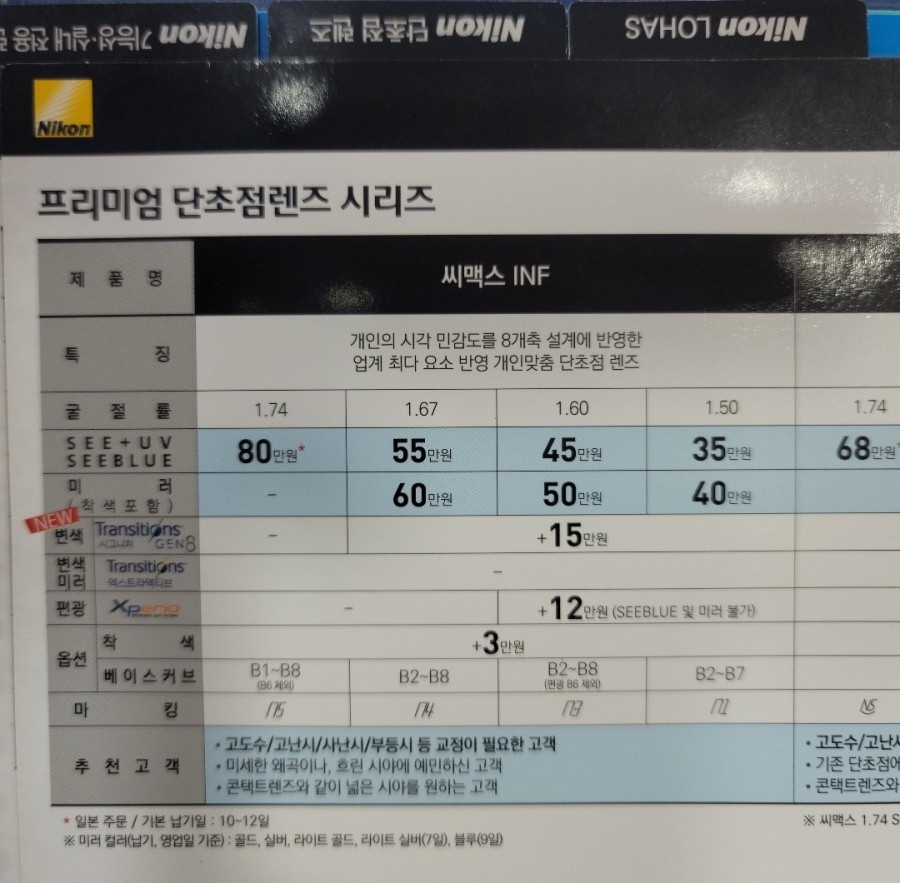 Nikon 기능성·실내 전용 렌
Nikon 단초점 렌즈
Nikon LOHAS
Nikon
프리미엄 단초점렌즈 시리즈
제 품 명 씨맥스 INF
특 징 개인의 시각 민감도를 8개축 설계에 반영한
업계 최다 요소 반영 개인맞춤 단초점 렌즈
굴 절 률 1.74 1.67 1.60 1.50 1.74
SEE+UV
SEEBLUE 80만원* 55만원 45만원 35만원 68만원*
미 러
(착색포함) - 60만원 50만원 40만원
NEW
변색 Transitions 시그니처 GEN8 - +15만원
변색
미러 Transitions 엑스트라액티브 -
편광 Xperio - +12만원 (SEEBLUE 및 미러 불가)
옵션 착 색 +3만원
베이스커브 B1~B8 B2~B8 B2~B8 B2~B7
(B6 제외) (편광 B6 제외)
마 킹
추 천 고 객 • 고도수/고난시/사난시/부등시 등 교정이 필요한 고객
• 미세한 왜곡이나, 흐린 시야에 예민하신 고객
• 콘택트렌즈와 같이 넓은 시야를 원하는 고객
• 고도수/고난시
• 기존 단초점에
• 콘택트렌즈와
* 일본 주문 / 기본 납기일 : 10~12일
※ 미러 컬러(납기, 영업일 기준) : 골드, 실버, 라이트 골드, 라이트 실버(7일), 블루(9일)
※ 씨맥스 1.74 S